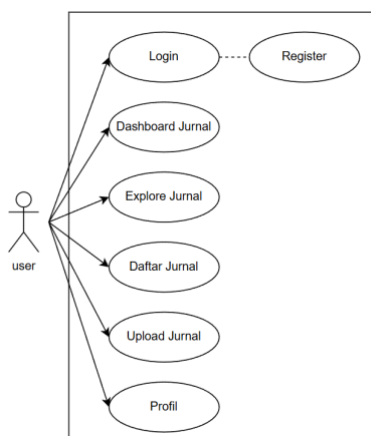 Login
Register
Dashboard Jurnal
Explore Jurnal
user
Daftar Jurnal
Upload Jurnal
Profil